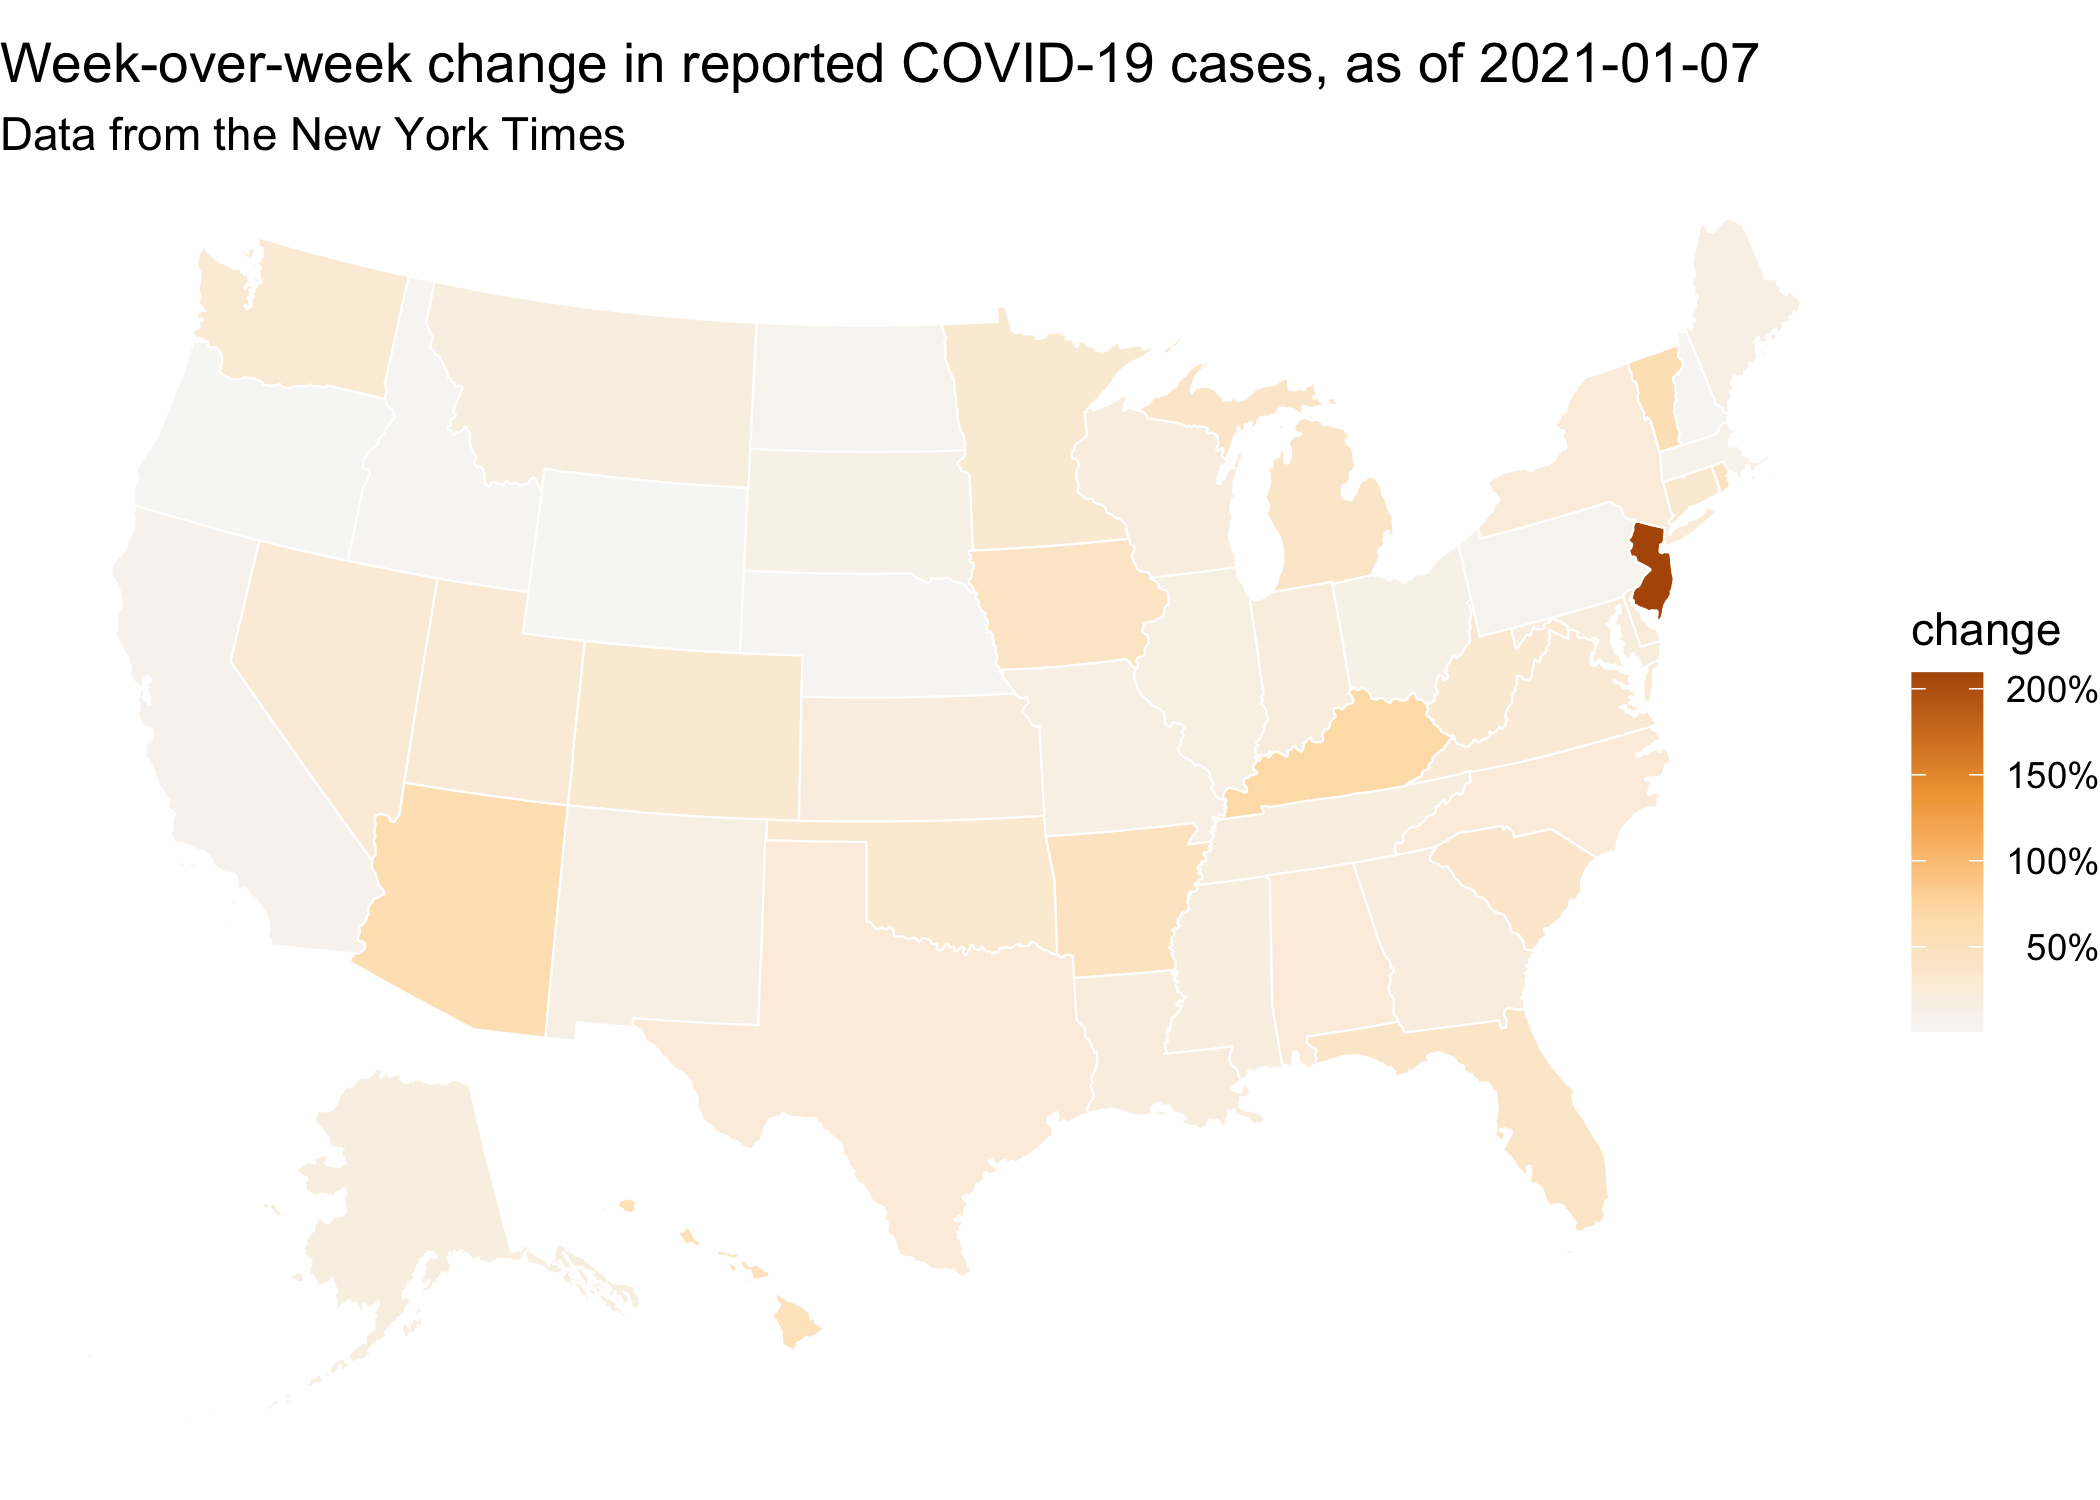 Week-over-week change in reported COVID-19 cases, as of 2021-01-07
Data from the New York Times
change
200%
150%
100%
50%